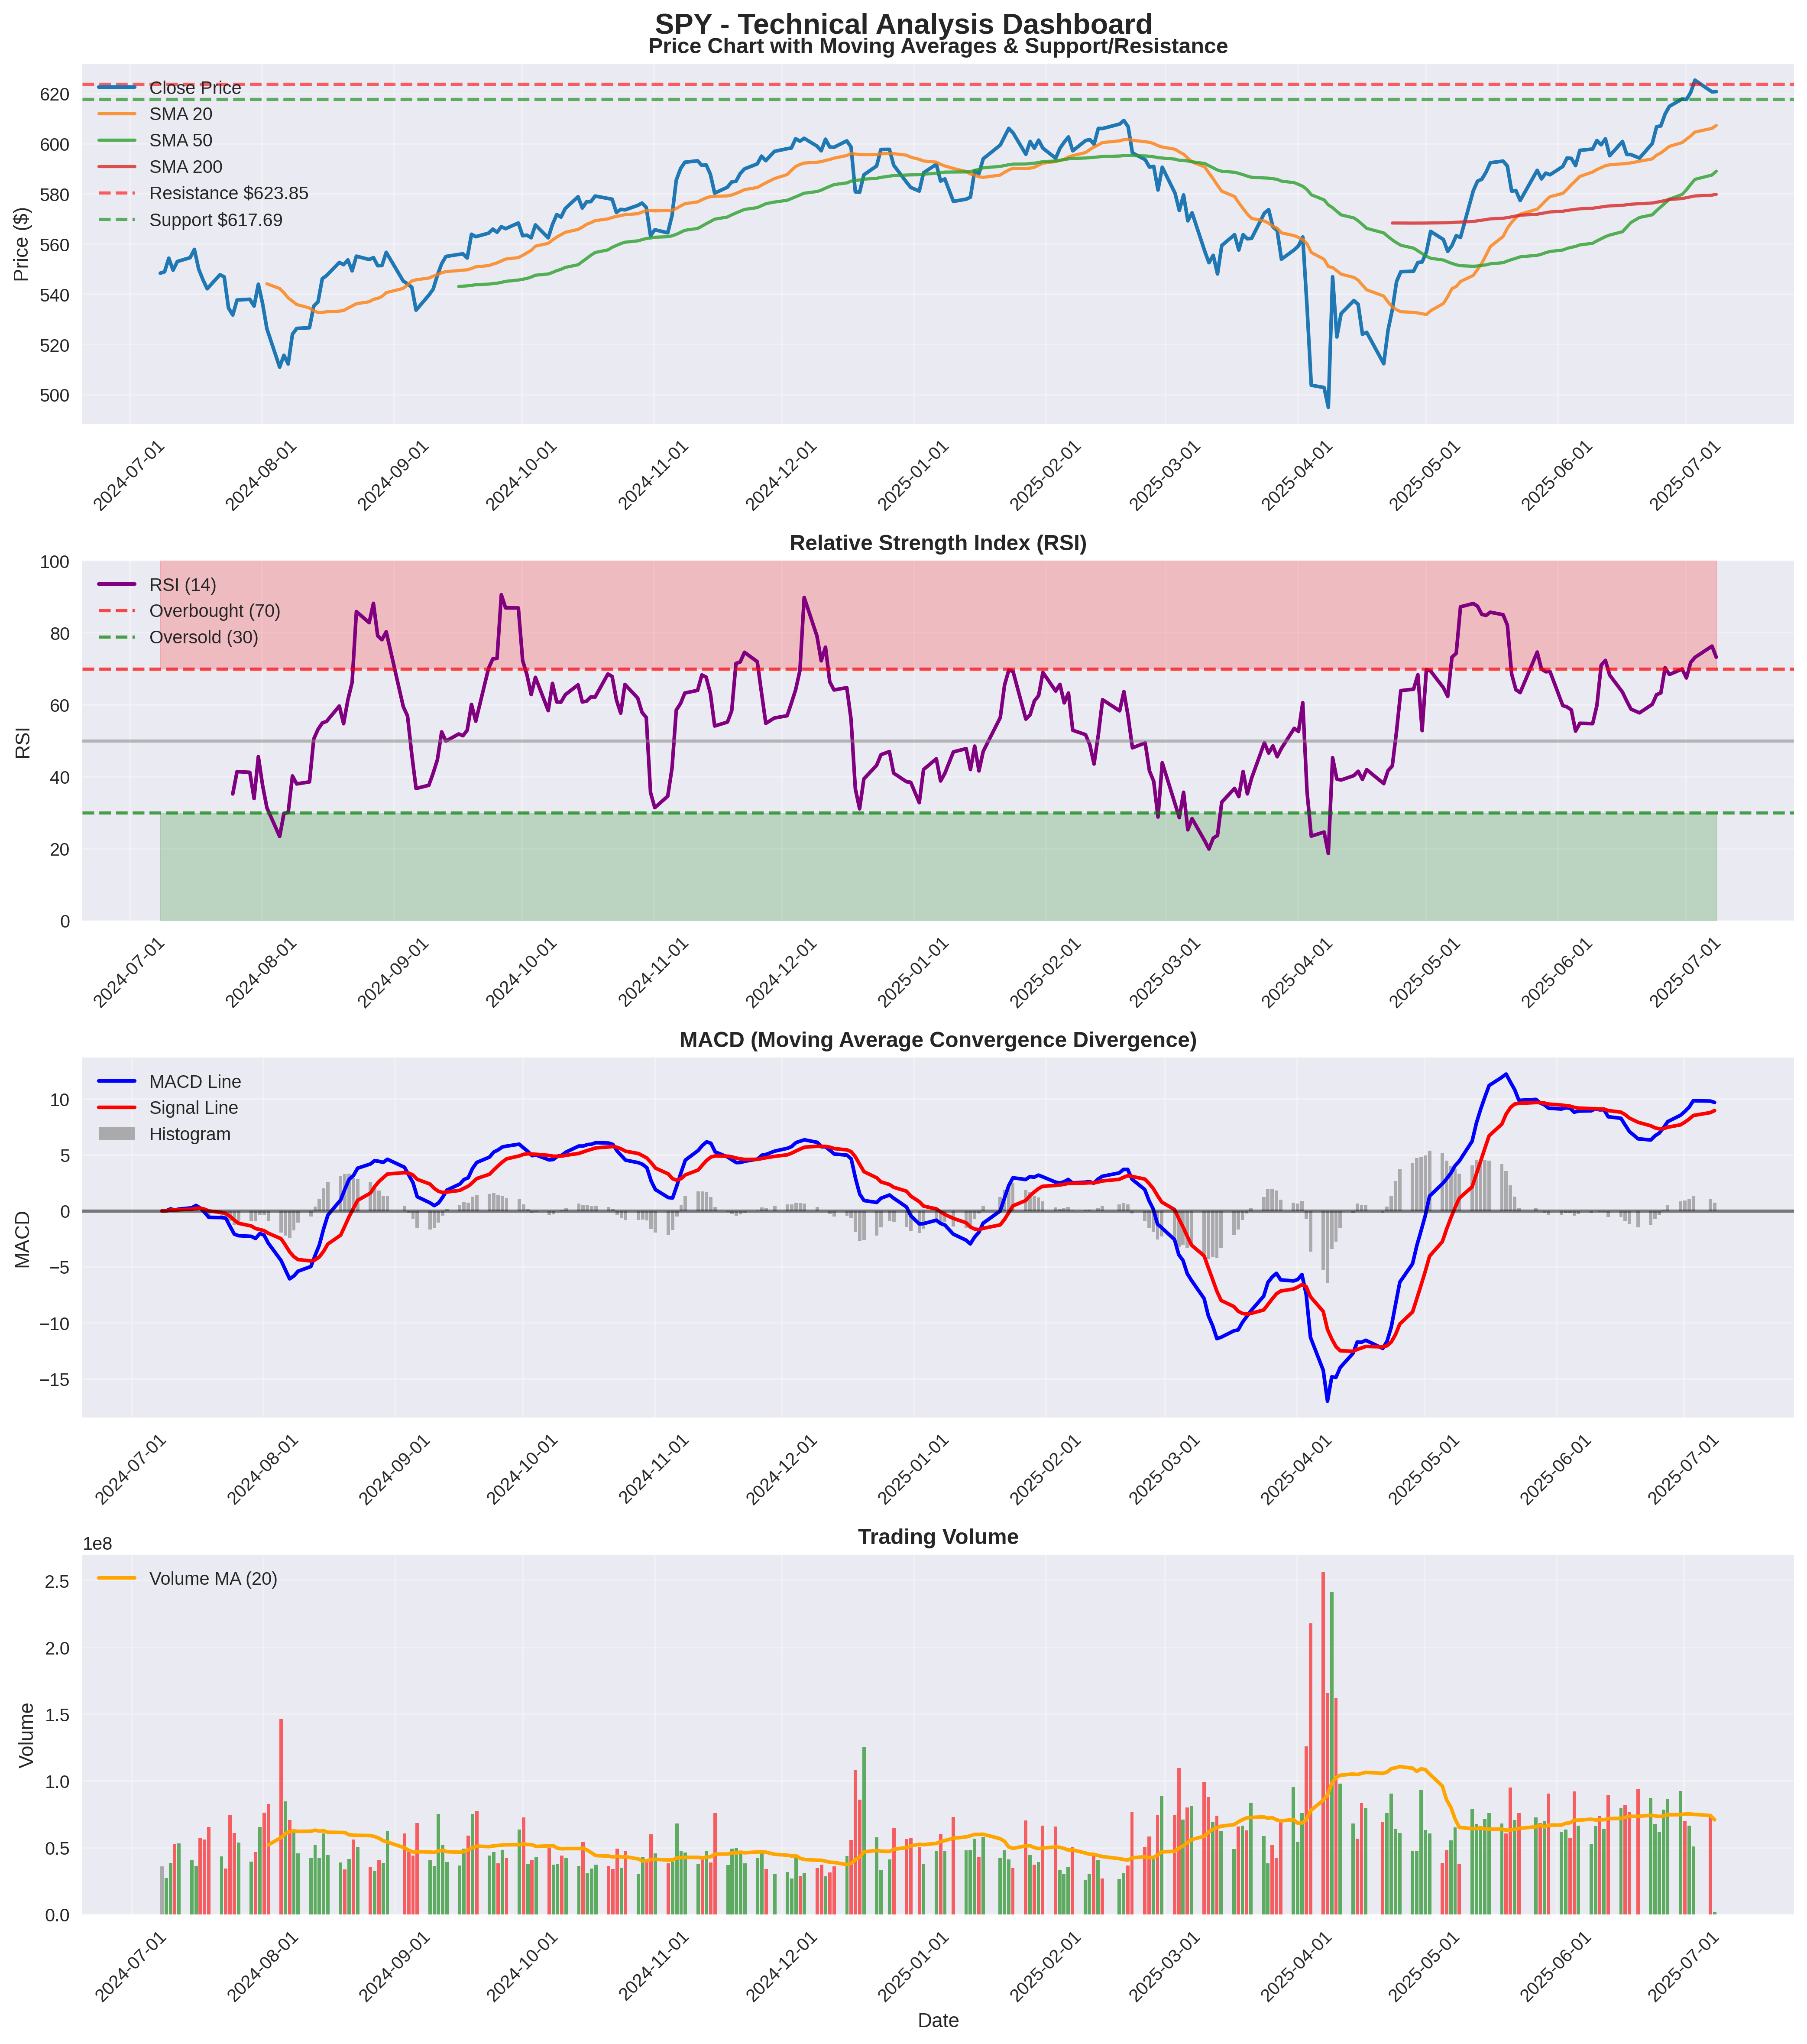 SPY - Technical Analysis Dashboard
Price Chart with Moving Averages & Support/Resistance
Price ($)
620
600
580
560
540
520
500
Close Price
SMA 20
SMA 50
SMA 200
Resistance $623.85
Support $617.69
2024-07-01 2024-08-01 2024-09-01 2024-10-01 2024-11-01 2024-12-01 2025-01-01 2025-02-01 2025-03-01 2025-04-01 2025-05-01 2025-06-01 2025-07-01
Relative Strength Index (RSI)
RSI
100
80
60
40
20
0
RSI (14)
Overbought (70)
Oversold (30)
2024-07-01 2024-08-01 2024-09-01 2024-10-01 2024-11-01 2024-12-01 2025-01-01 2025-02-01 2025-03-01 2025-04-01 2025-05-01 2025-06-01 2025-07-01
MACD (Moving Average Convergence Divergence)
MACD
10
5
0
−5
−10
−15
MACD Line
Signal Line
Histogram
2024-07-01 2024-08-01 2024-09-01 2024-10-01 2024-11-01 2024-12-01 2025-01-01 2025-02-01 2025-03-01 2025-04-01 2025-05-01 2025-06-01 2025-07-01
Trading Volume
1e8
Volume
2.5
2.0
1.5
1.0
0.5
0.0
Volume MA (20)
2024-07-01 2024-08-01 2024-09-01 2024-10-01 2024-11-01 2024-12-01 2025-01-01 2025-02-01 2025-03-01 2025-04-01 2025-05-01 2025-06-01 2025-07-01
Date